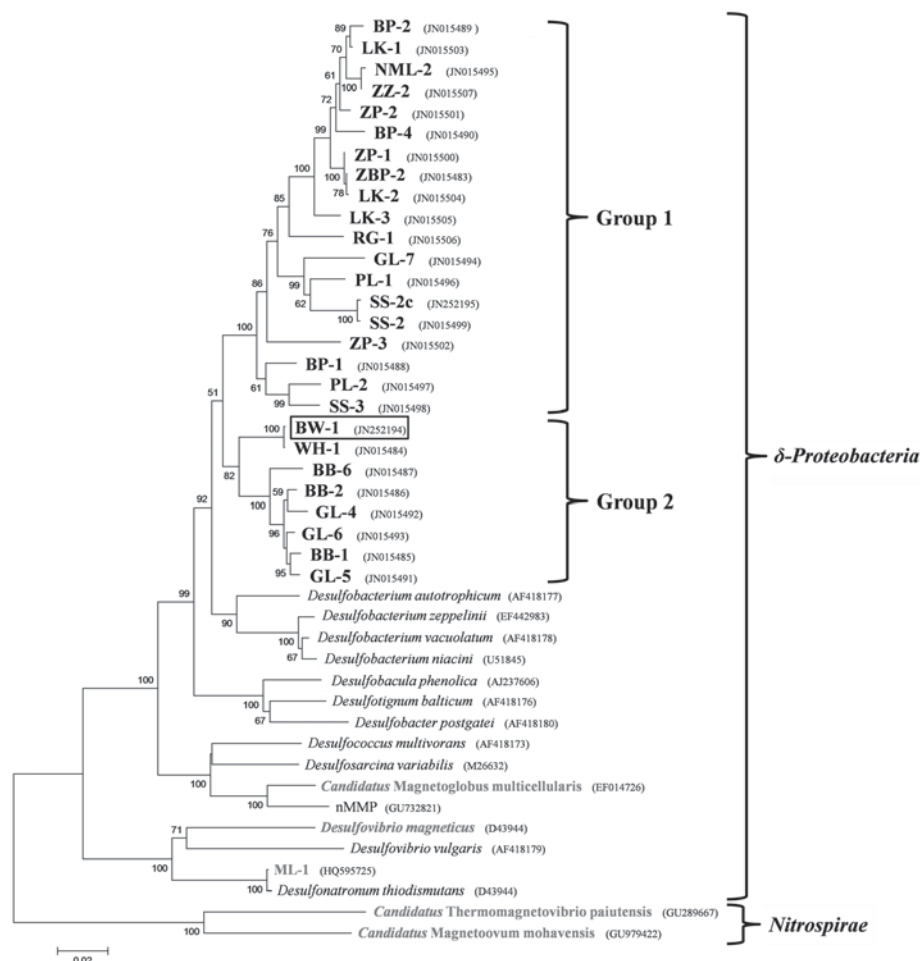 89
BP-2 (JN015489 )
70
LK-1 (JN015503)
61
NML-2 (JN015495)
100
ZZ-2 (JN015507)
72
ZP-2 (JN015501)
99
BP-4 (JN015490)
ZP-1 (JN015500)
100
ZBP-2 (JN015483)
100
78
LK-2 (JN015504)
85
LK-3 (JN015505)
Group 1
76
RG-1 (JN015506)
GL-7 (JN015494)
99
PL-1 (JN015496)
86
62
SS-2c (JN252195)
100
SS-2 (JN015499)
100
ZP-3 (JN015502)
BP-1 (JN015488)
61
PL-2 (JN015497)
51
99
SS-3 (JN015498)
100
BW-1 (JN252194)
WH-1 (JN015484)
δ-Proteobacteria
82
BB-6 (JN015487)
59
BB-2 (JN015486)
100
GL-4 (JN015492)
Group 2
92
96
GL-6 (JN015493)
BB-1 (JN015485)
95
GL-5 (JN015491)
99
Desulfobacterium autotrophicum (AF418177)
90
Desulfobacterium zeppelinii (EF442983)
100
Desulfobacterium vacuolatum (AF418178)
67
Desulfobacterium niacini (U51845)
100
Desulfobacula phenolica (AJ237606)
100
Desulfotignum balticum (AF418176)
67
Desulfobacter postgatei (AF418180)
Desulfococcus multivorans (AF418173)
Desulfosarcina variabilis (M26632)
100
Candidatus Magnetoglobus multicellularis (EF014726)
100
nMMP (GU732821)
71
Desulfovibrio magneticus (D43944)
Desulfovibrio vulgaris (AF418179)
100
ML-1 (HQ595725)
100
Desulfonatronum thiodismutans (D43944)
Candidatus Thermomagnetovibrio paiutensis (GU289667)
100
Candidatus Magnetoovum mohavensis (GU979422)
Nitrospirae
0.02